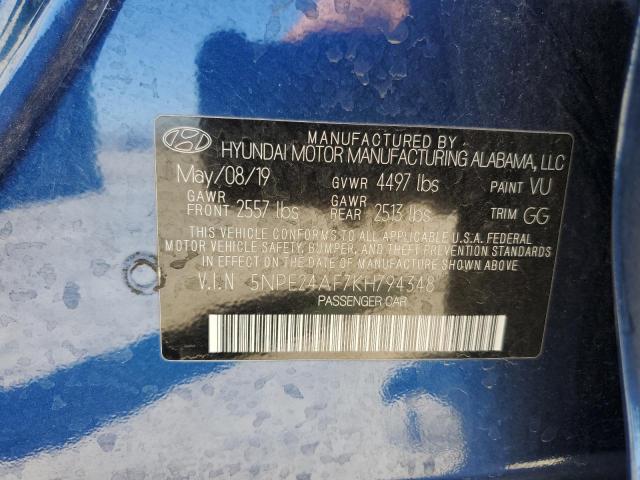 MANUFACTURED BY:
HYUNDAI MOTOR MANUFACTURING ALABAMA, LLC
May/08/19 GVWR 4497 lbs PAINT VU
GAWR FRONT 2557 lbs GAWR REAR 2513 lbs TRIM GG
THIS VEHICLE CONFORMS TO ALL APPLICABLE U.S.A. FEDERAL
MOTOR VEHICLE SAFETY, BUMPER, AND THEFT PREVENTION STANDARDS
IN EFFECT ON THE DATE OF MANUFACTURE SHOWN ABOVE.
V.I.N 5NPE24AF7KH794348
PASSENGER CAR